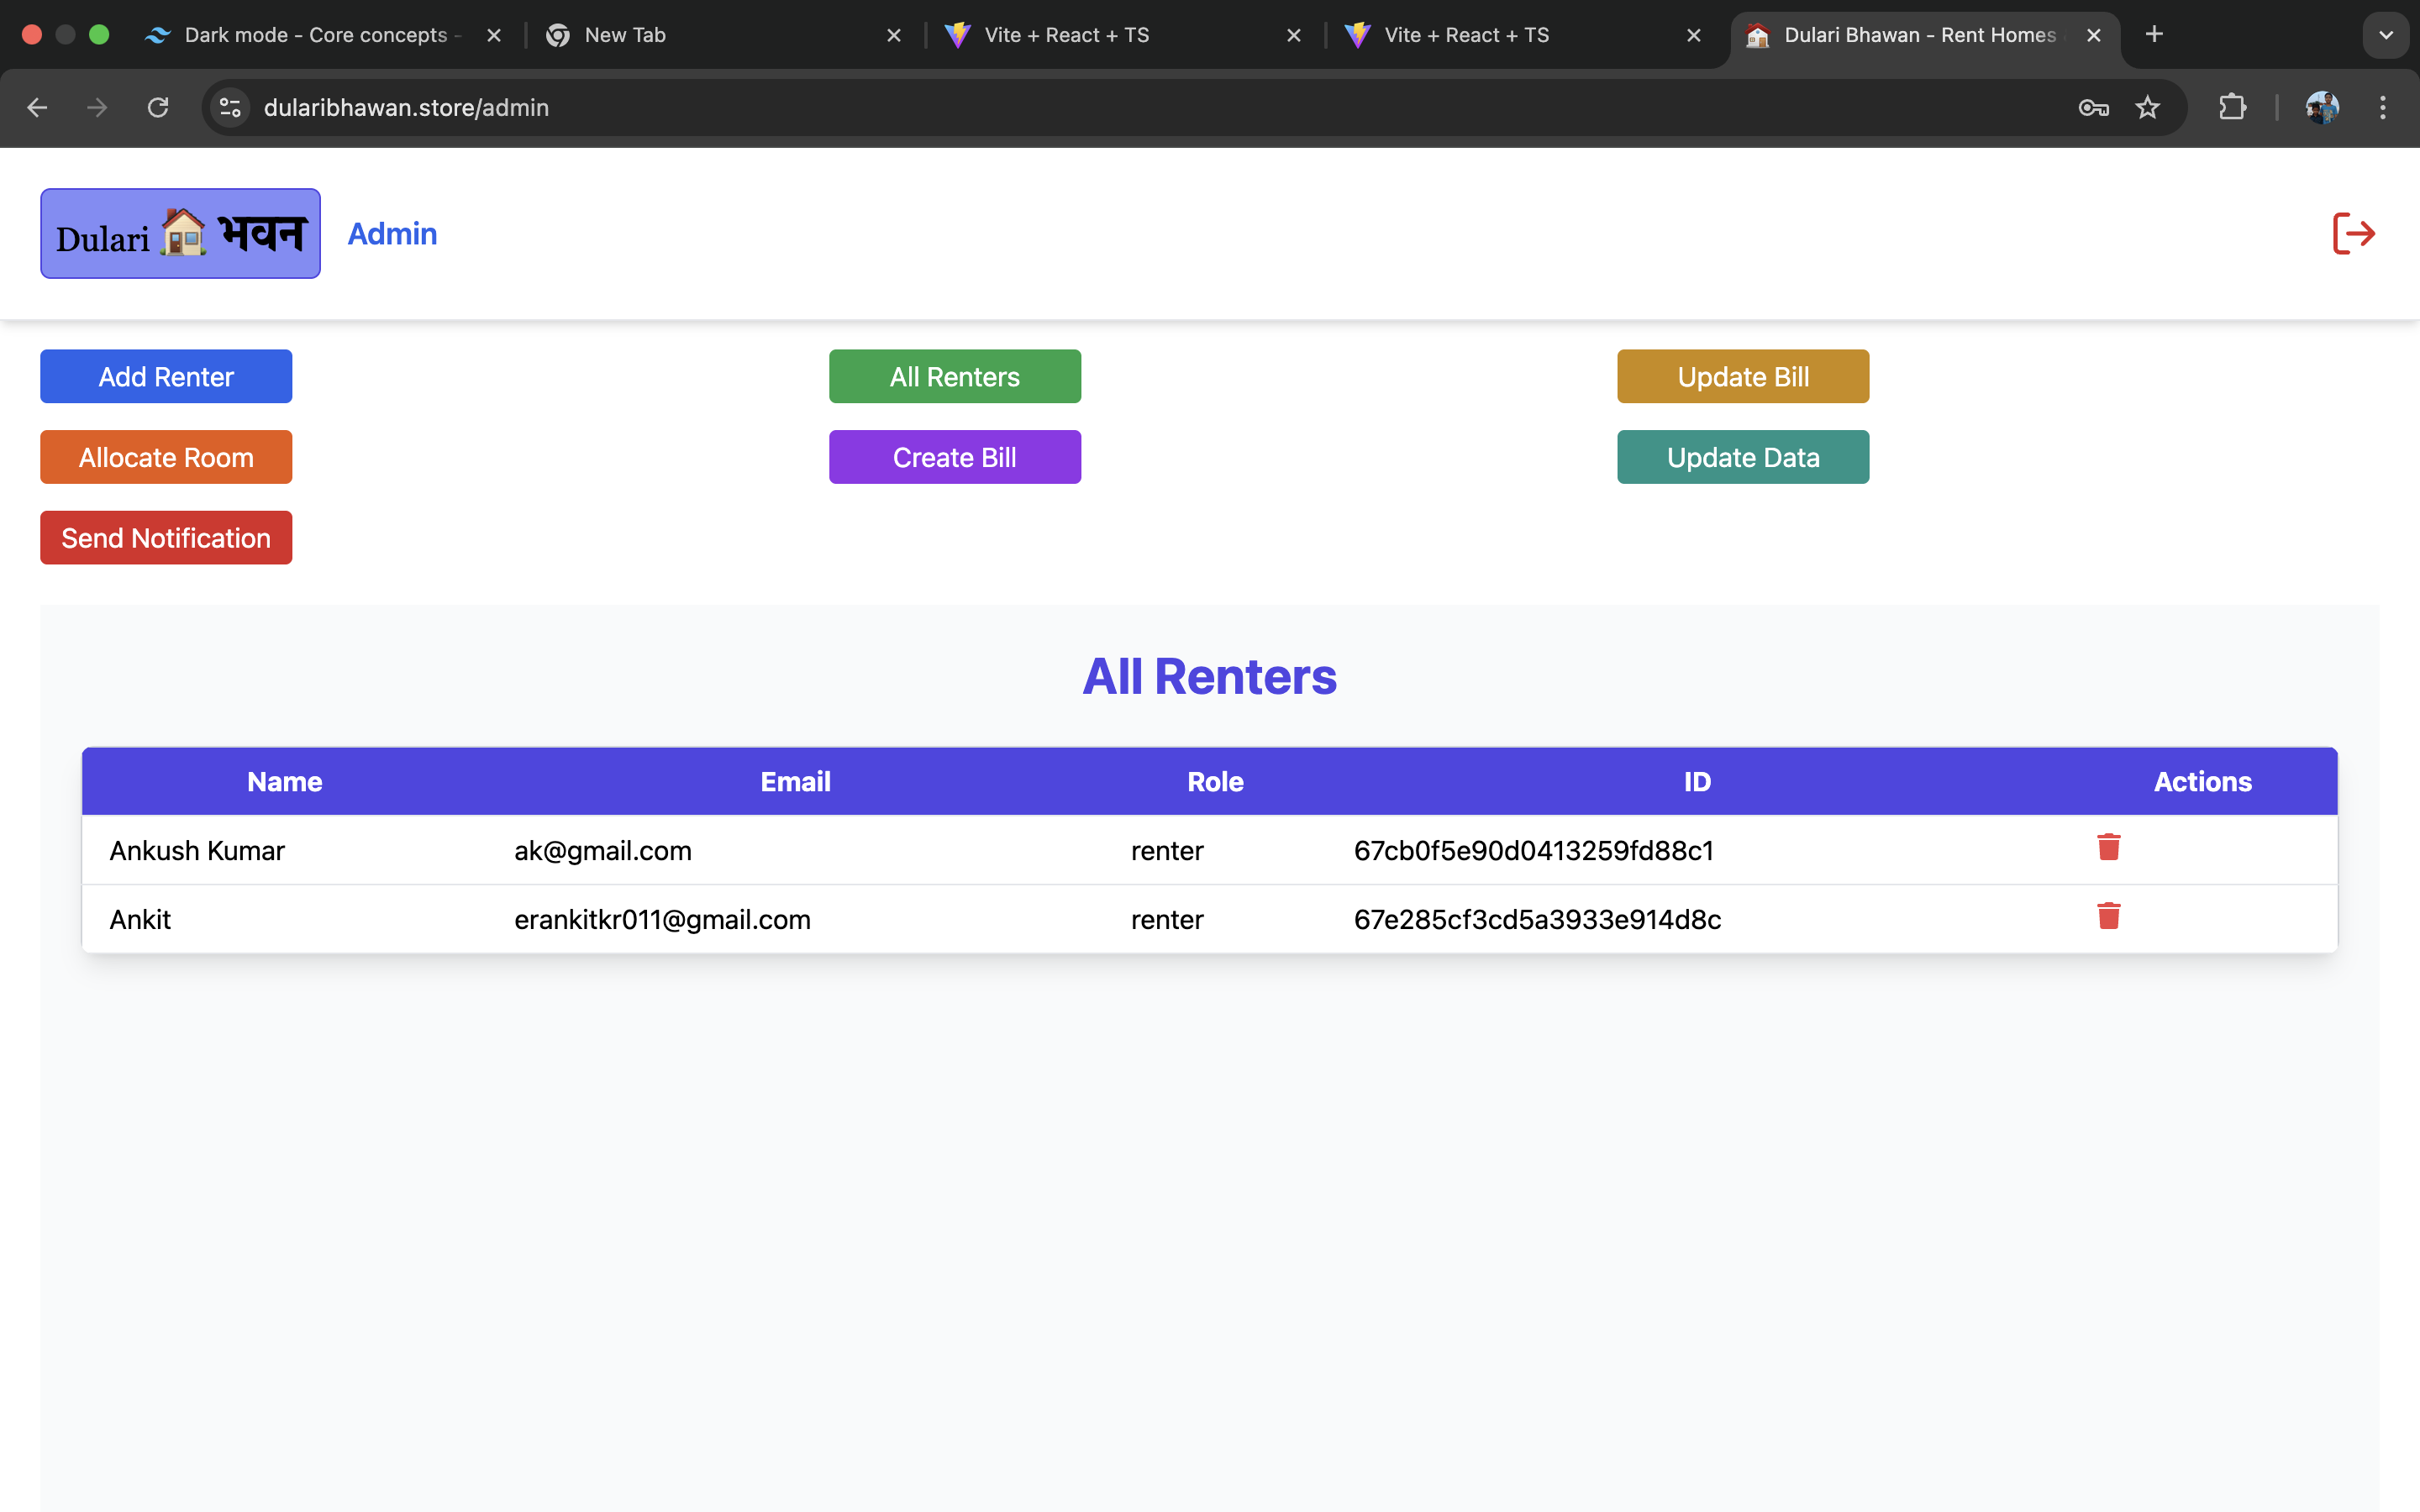 Dark mode - Core concepts -
New Tab
Vite + React + TS
Vite + React + TS
Dulari Bhawan - Rent Homes
dularibhawan.store/admin
Dulari भवन
Admin
Add Renter
All Renters
Update Bill
Allocate Room
Create Bill
Update Data
Send Notification
All Renters
Name Email Role ID Actions
Ankush Kumar ak@gmail.com renter 67cb0f5e90d0413259fd88c1
Ankit erankitkr011@gmail.com renter 67e285cf3cd5a3933e914d8c